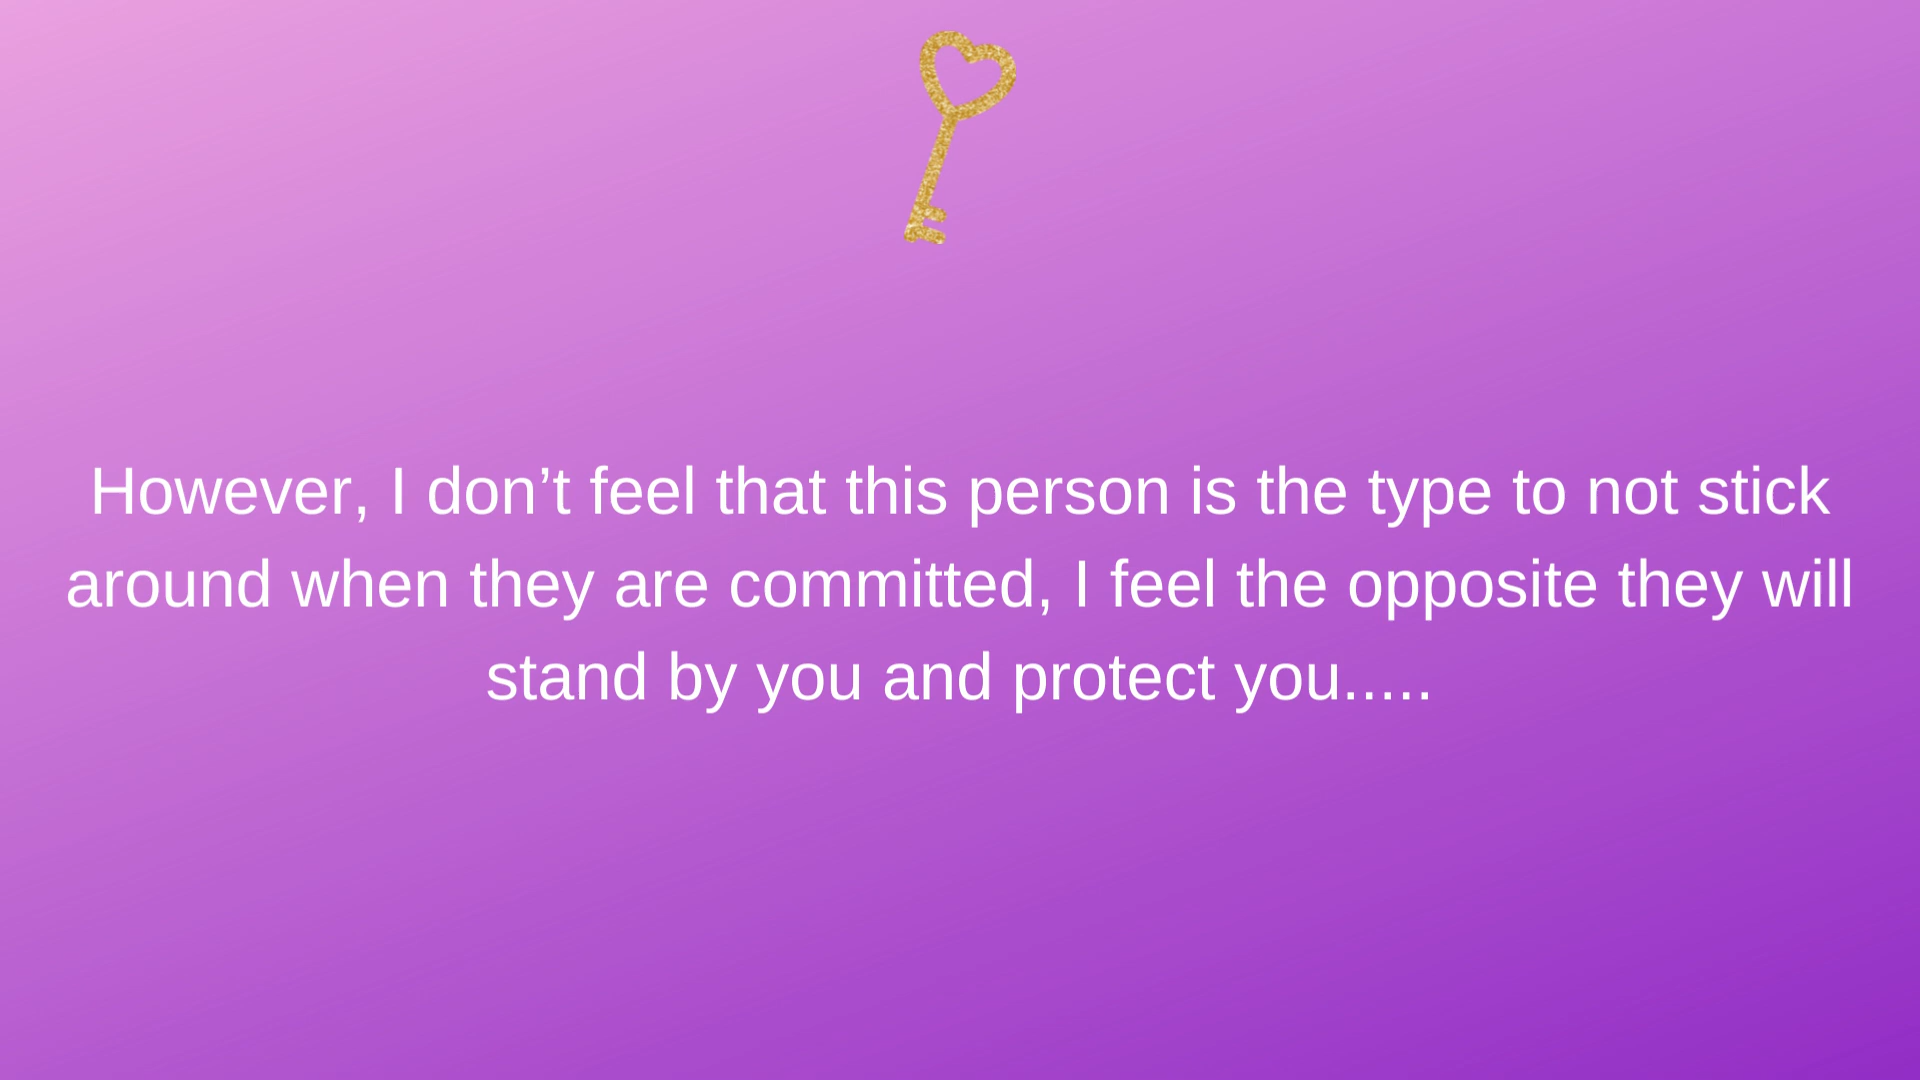 However, I don’t feel that this person is the type to not stick
around when they are committed, I feel the opposite they will
stand by you and protect you.....